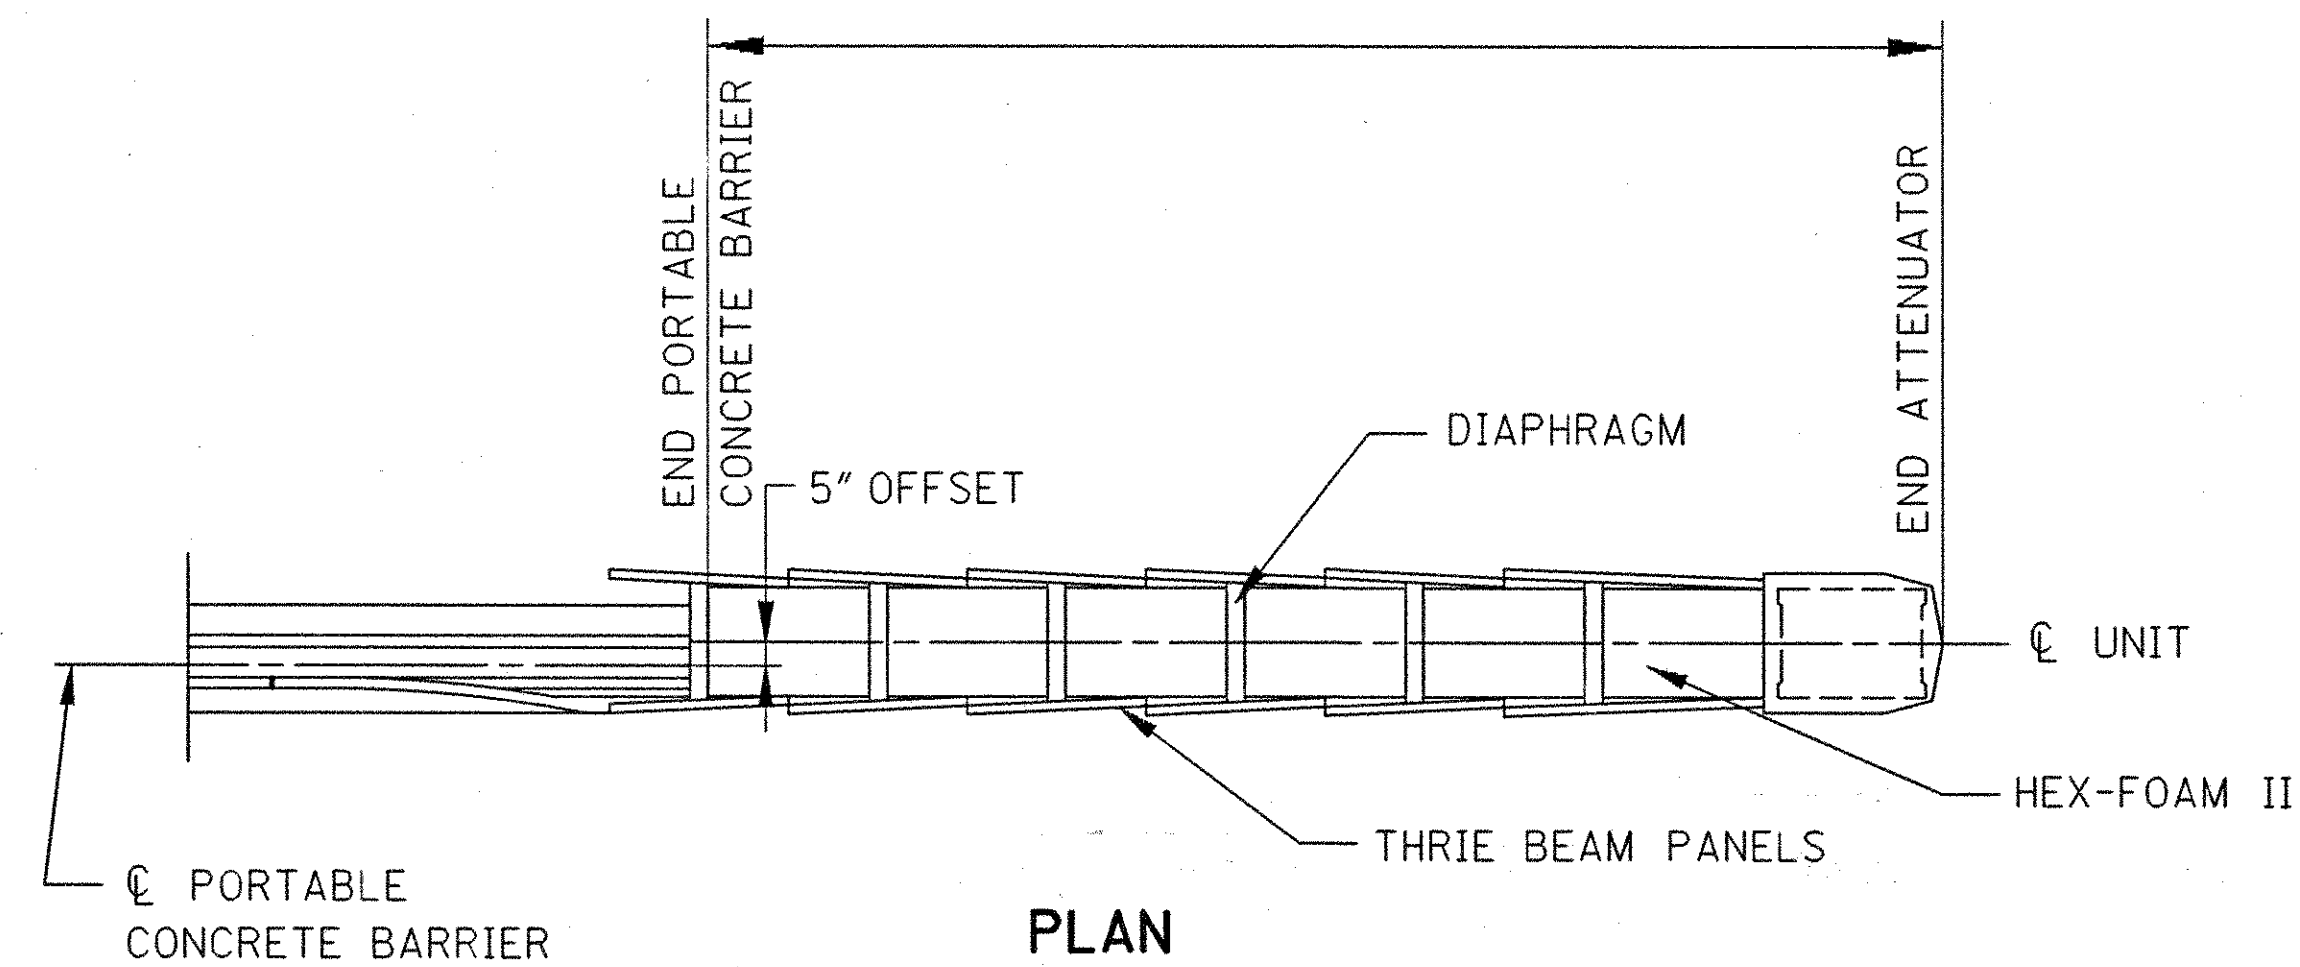 END PORTABLE
CONCRETE BARRIER
END ATTENUATOR
DIAPHRAGM
5" OFFSET
℄ UNIT
HEX-FOAM II
THRIE BEAM PANELS
℄ PORTABLE
CONCRETE BARRIER
PLAN